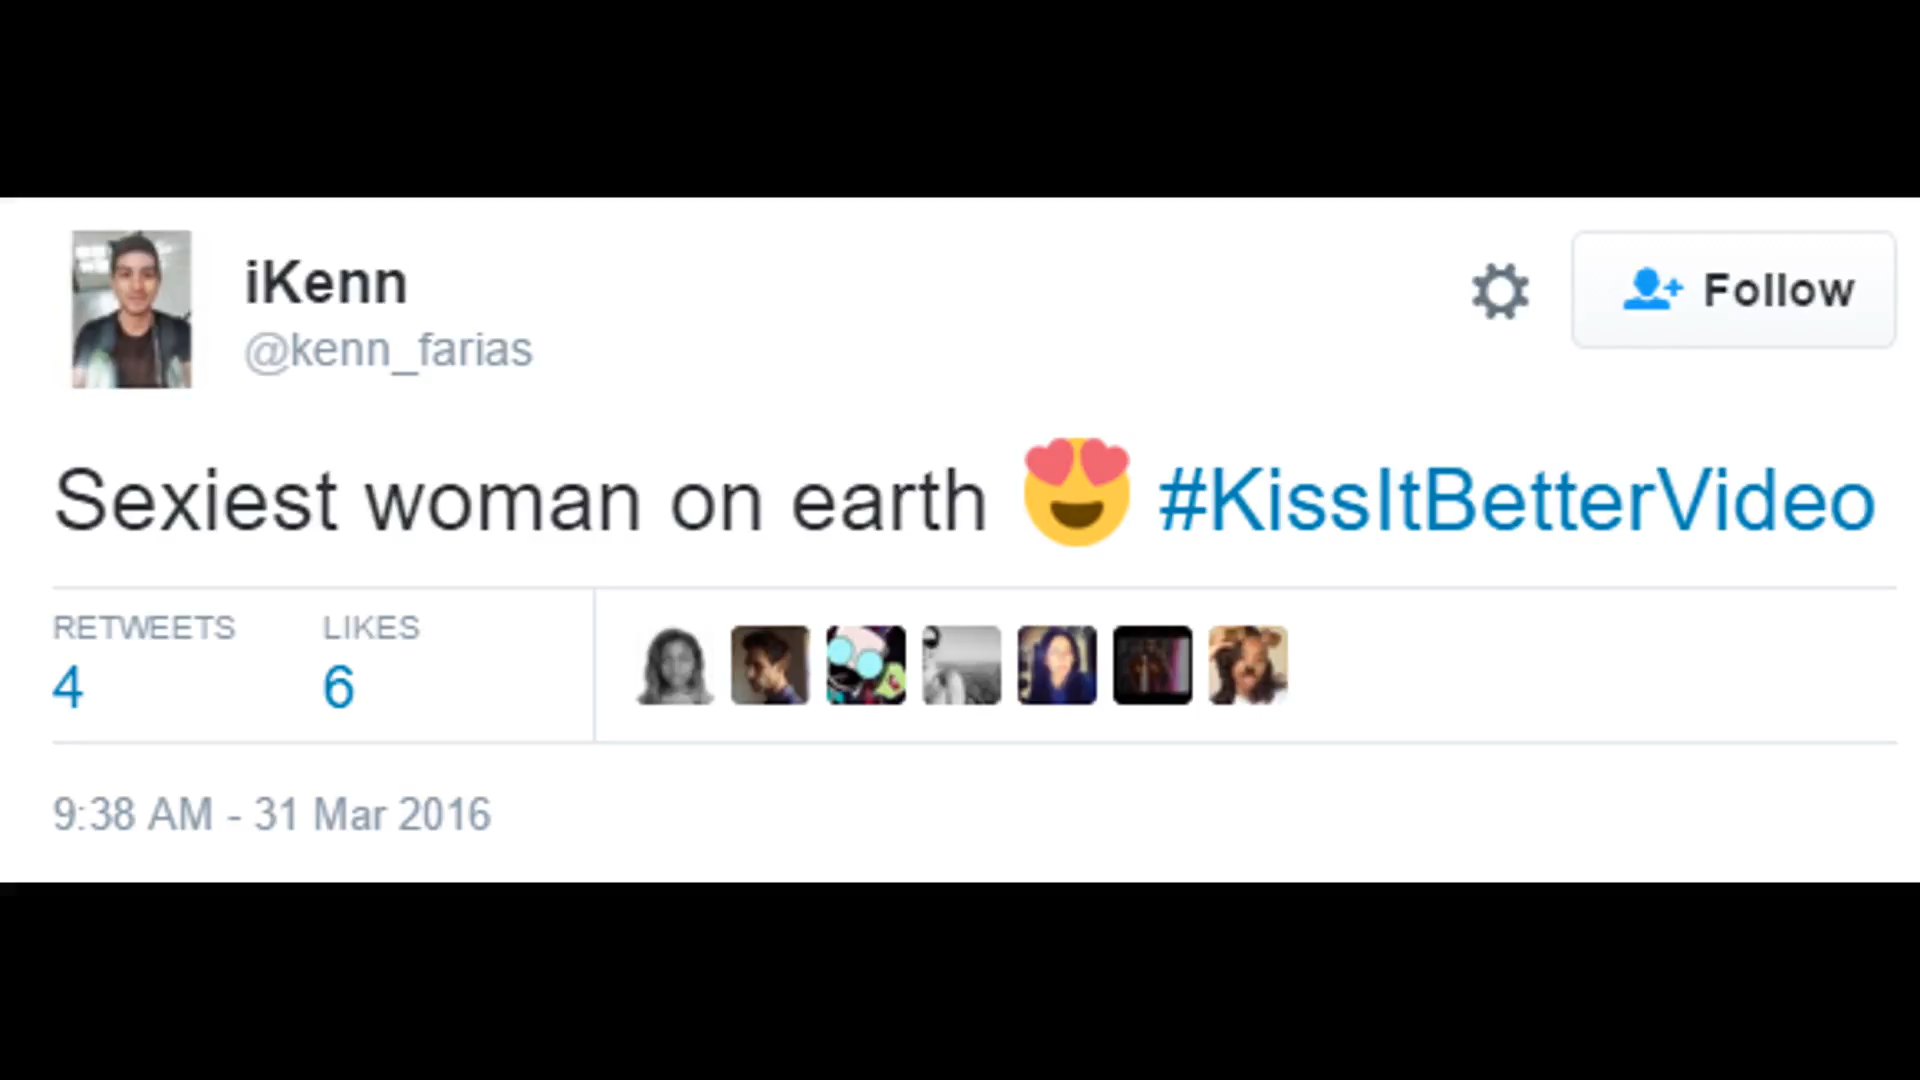 iKenn
@kenn_farias
Follow
Sexiest woman on earth 😍 #KissItBetterVideo
RETWEETS LIKES
4 6
9:38 AM - 31 Mar 2016